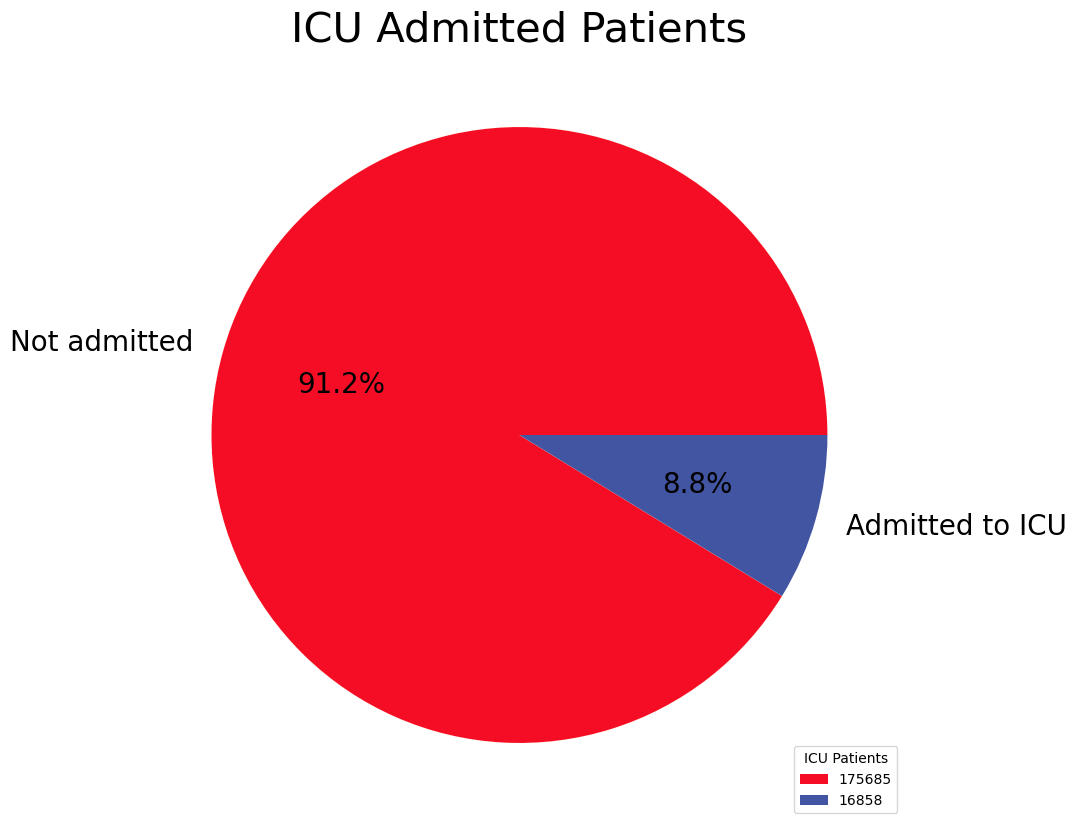 ICU Admitted Patients
Not admitted
91.2%
8.8%
Admitted to ICU
ICU Patients
175685
16858